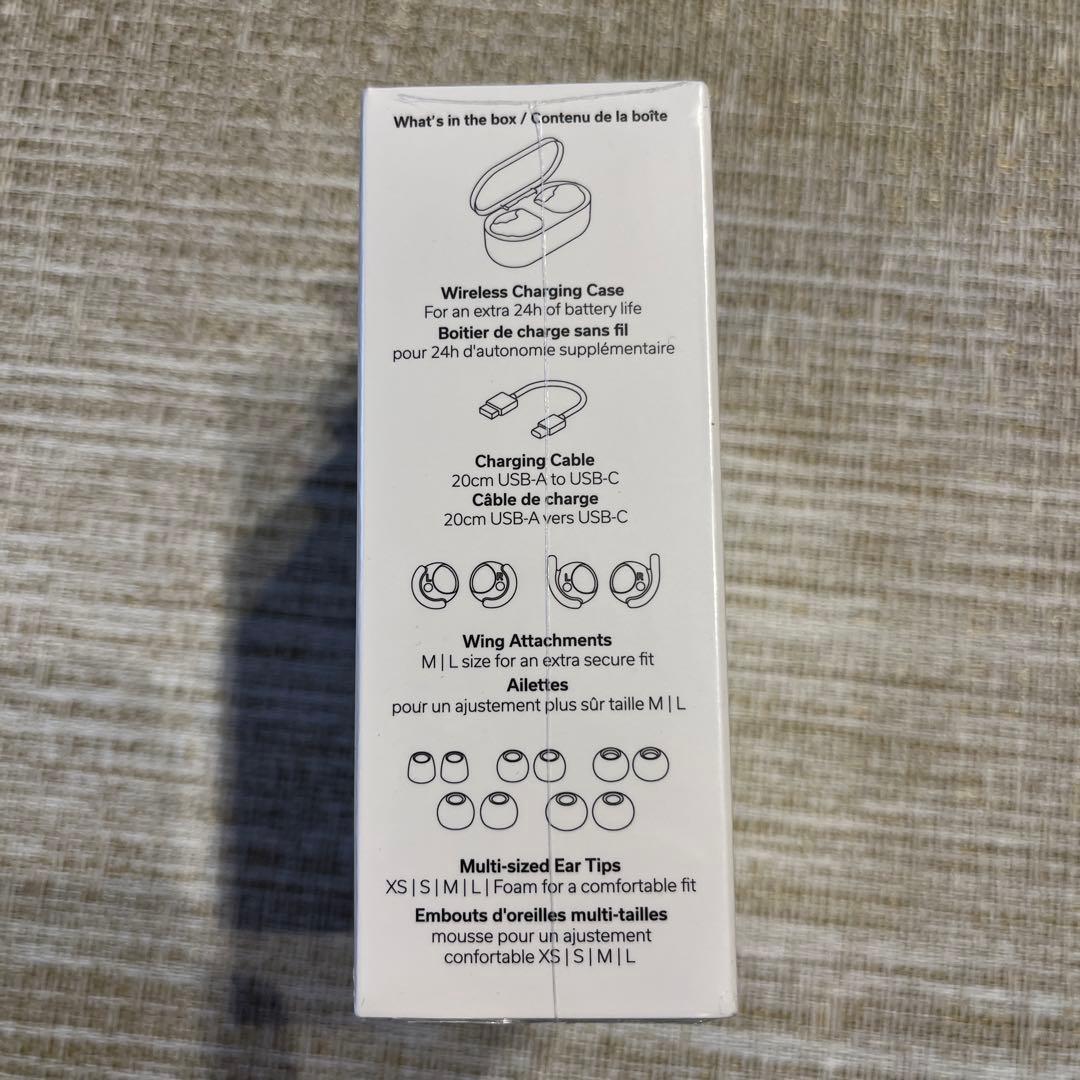 What's in the box / Contenu de la boîte
Wireless Charging Case
For an extra 24h of battery life
Boitier de charge sans fil
pour 24h d'autonomie supplémentaire
Charging Cable
20cm USB-A to USB-C
Câble de charge
20cm USB-A vers USB-C
L R L R
Wing Attachments
M | L size for an extra secure fit
Ailettes
pour un ajustement plus sûr taille M | L
Multi-sized Ear Tips
XS | S | M | L | Foam for a comfortable fit
Embouts d'oreilles multi-tailles
mousse pour un ajustement
confortable XS | S | M | L